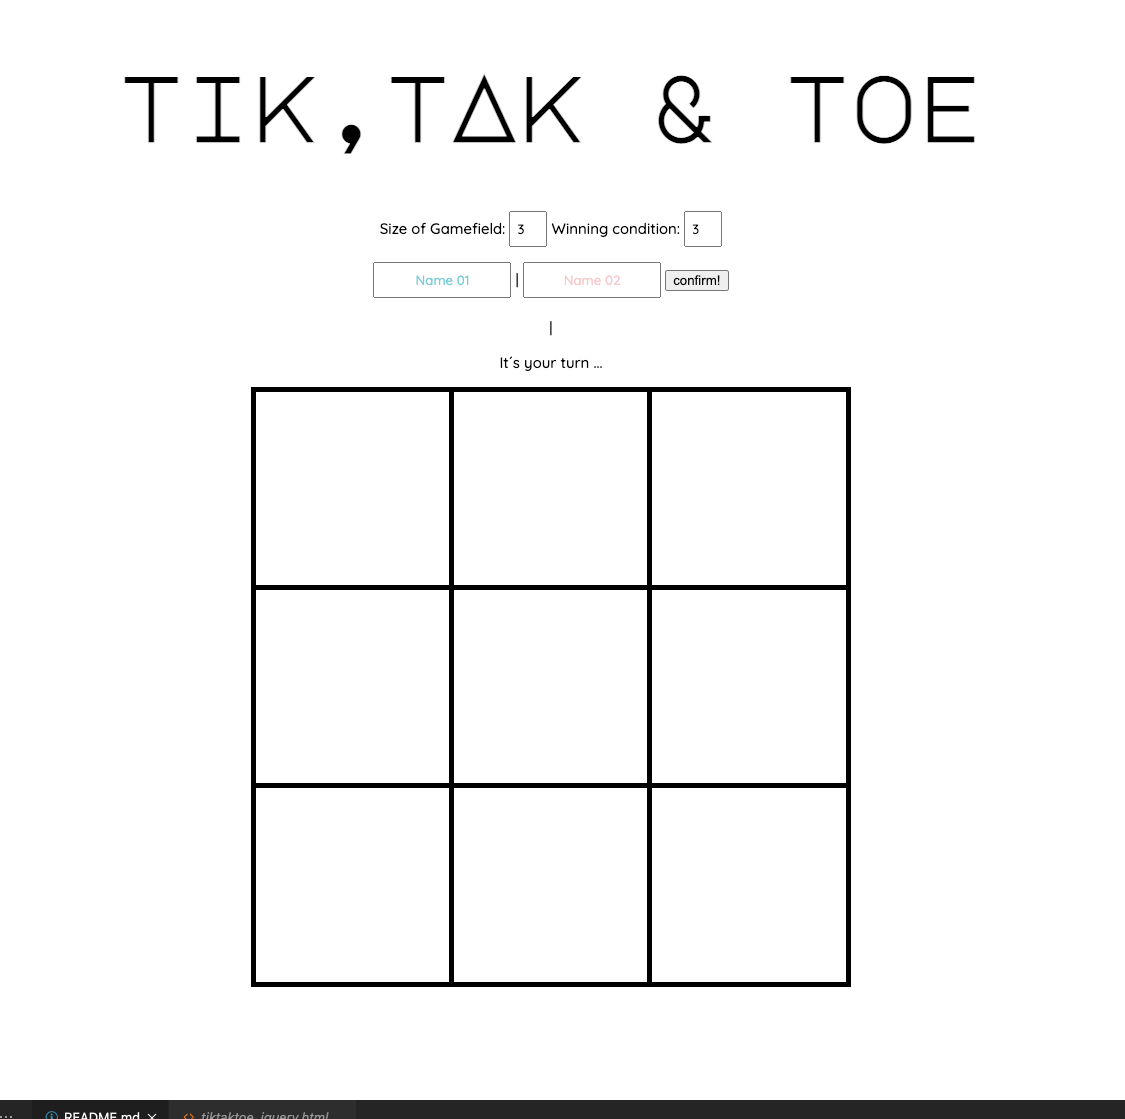 TIK,TAK & TOE
Size of Gamefield: 3 Winning condition: 3
Name 01 | Name 02 confirm!
|
It´s your turn ...
... README.md × <> tiktaktoe_jquery.html